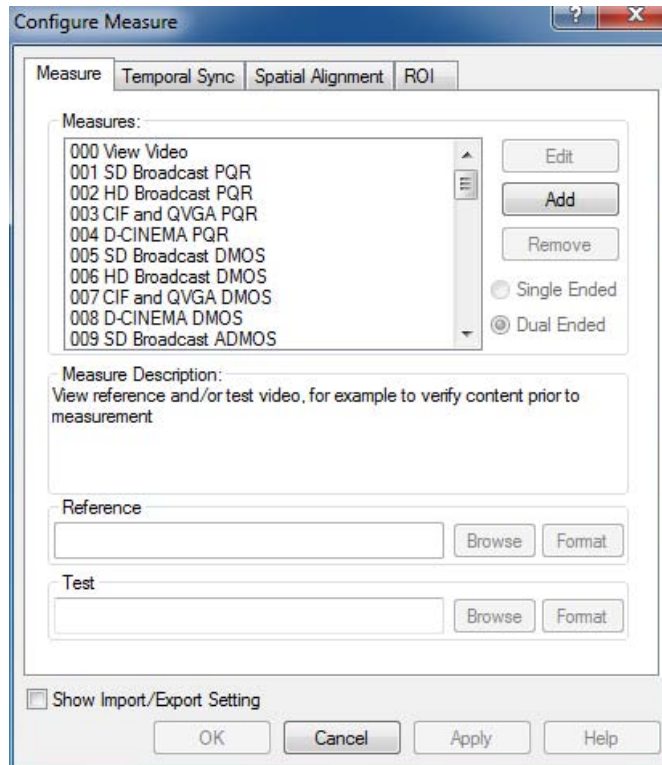 Configure Measure
?
X
Measure Temporal Sync Spatial Alignment ROI
Measures:
000 View Video
001 SD Broadcast PQR
002 HD Broadcast PQR
003 CIF and QVGA PQR
004 D-CINEMA PQR
005 SD Broadcast DMOS
006 HD Broadcast DMOS
007 CIF and QVGA DMOS
008 D-CINEMA DMOS
009 SD Broadcast ADMOS
Edit
Add
Remove
Single Ended
Dual Ended
Measure Description:
View reference and/or test video, for example to verify content prior to
measurement
Reference
Browse Format
Test
Browse Format
Show Import/Export Setting
OK Cancel Apply Help